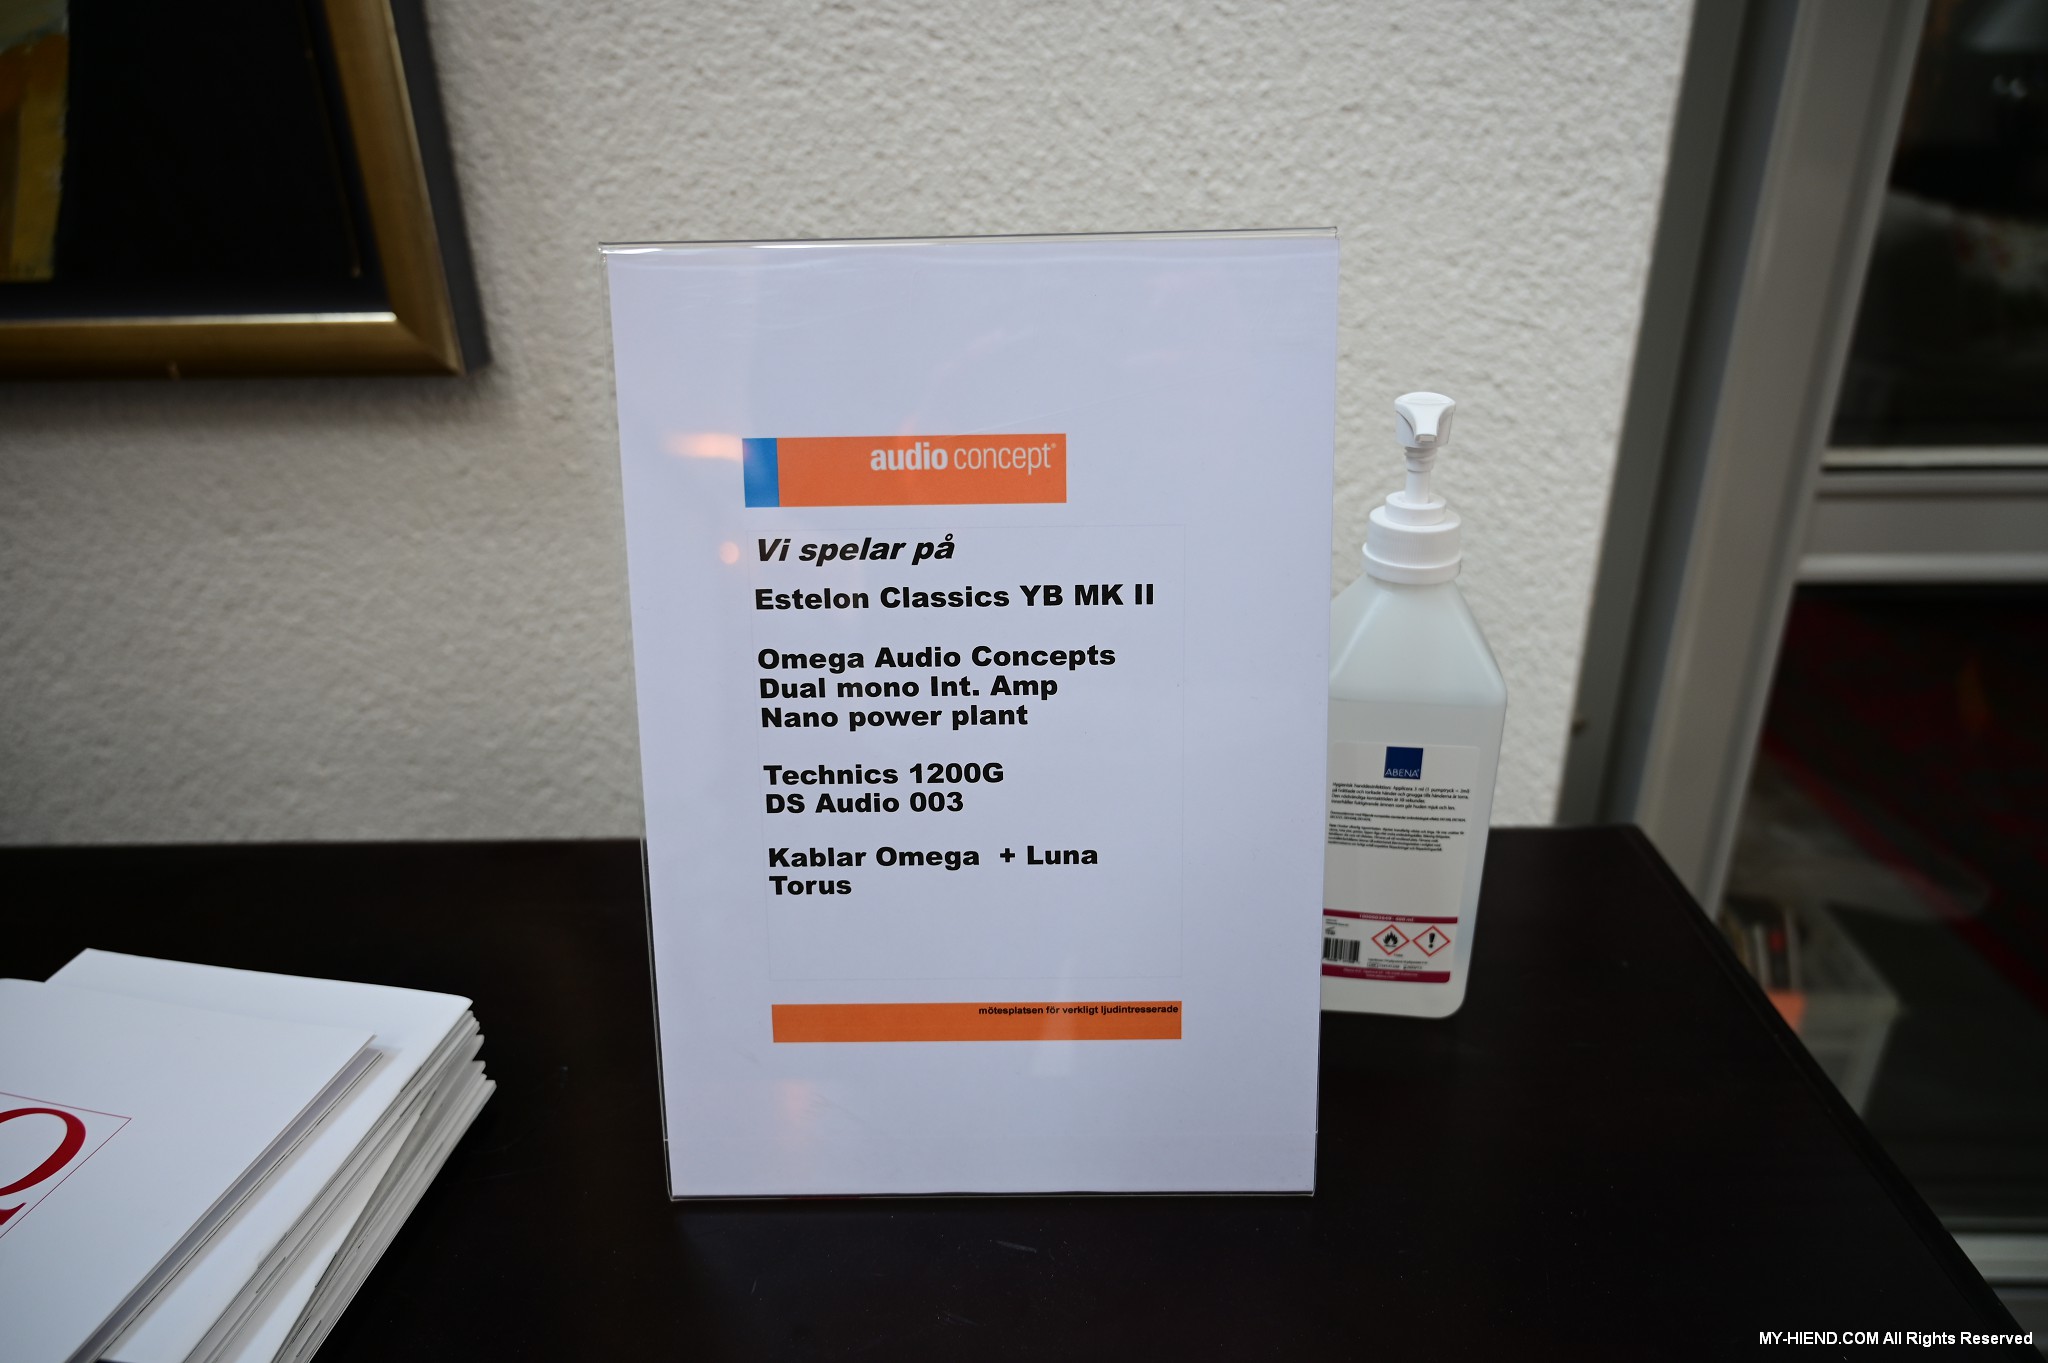 audio concept®
Vi spelar på
Estelon Classics YB MK II
Omega Audio Concepts
Dual mono Int. Amp
Nano power plant
Technics 1200G
DS Audio 003
Kablar Omega + Luna
Torus
mötesplatsen för verkligt ljudintresserade
ABENA
MY-HIEND.COM All Rights Reserved